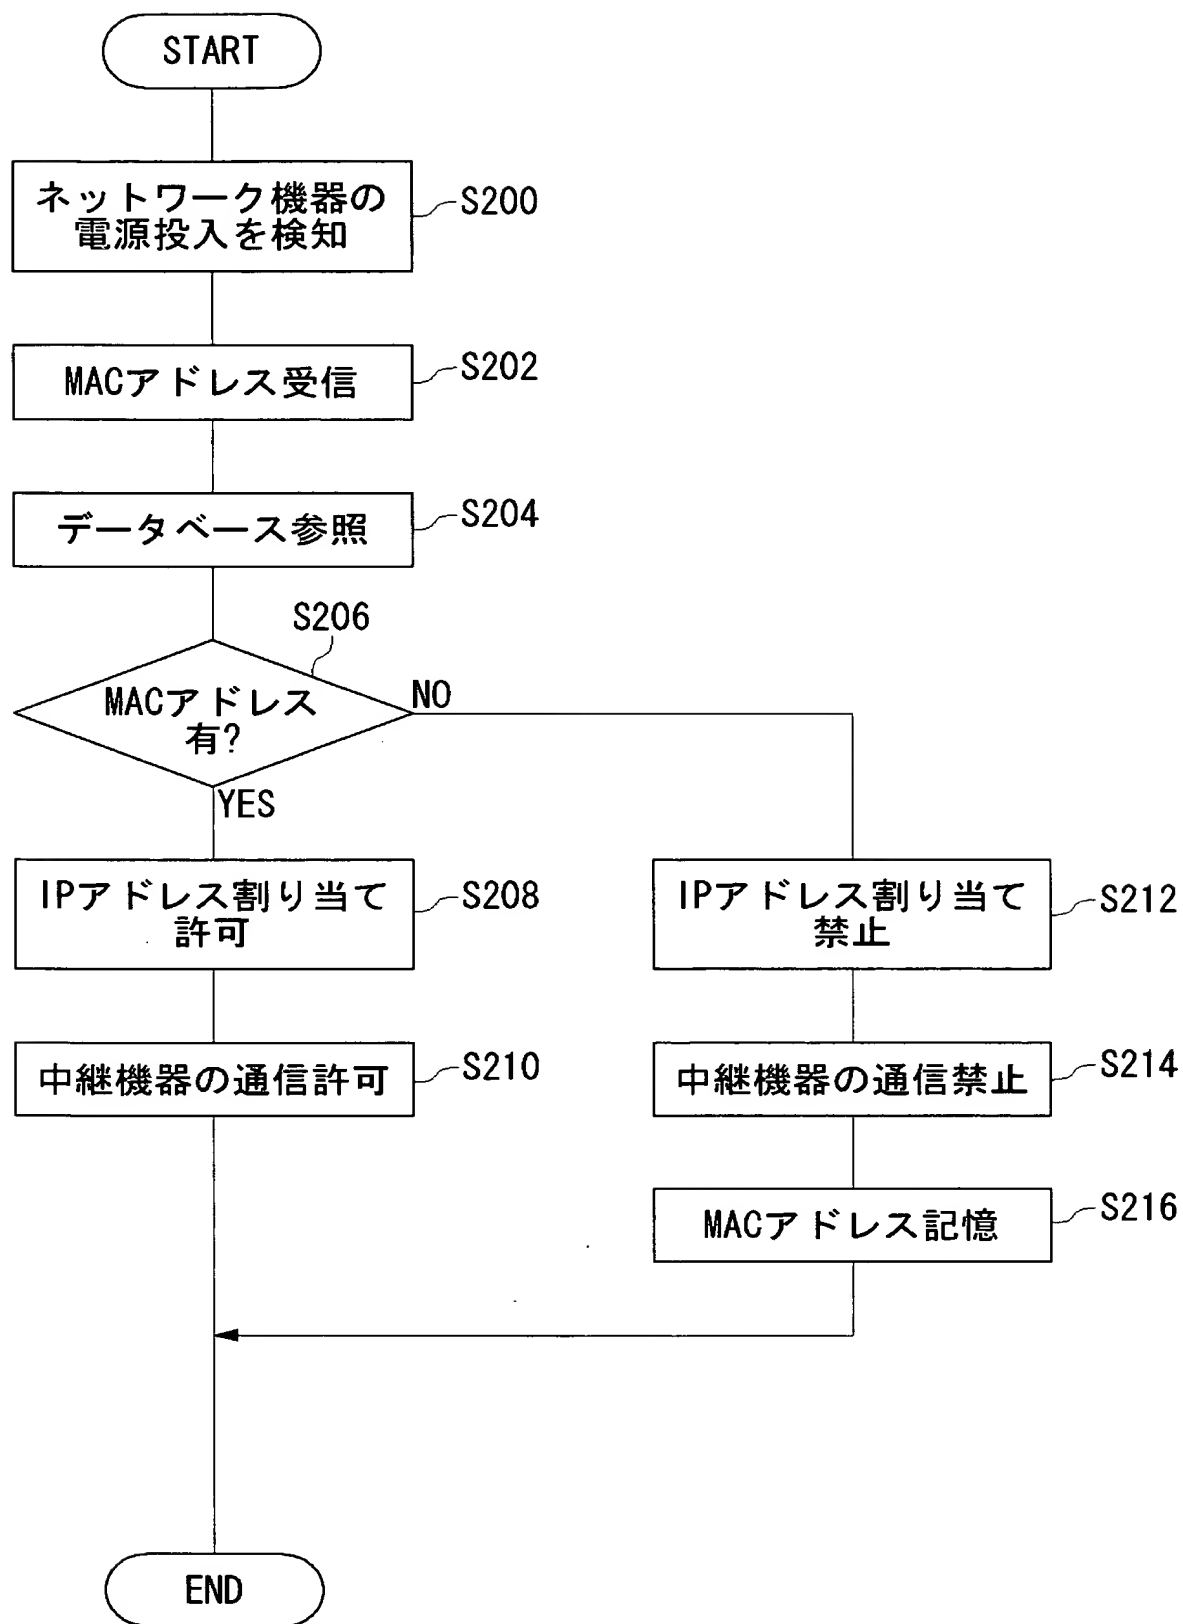 START
ネットワーク機器の
電源投入を検知
S200
MACアドレス受信
S202
データベース参照
S204
S206
MACアドレス
有?
NO
YES
IPアドレス割り当て
許可
S208
中継機器の通信許可
S210
IPアドレス割り当て
禁止
S212
中継機器の通信禁止
S214
MACアドレス記憶
S216
END